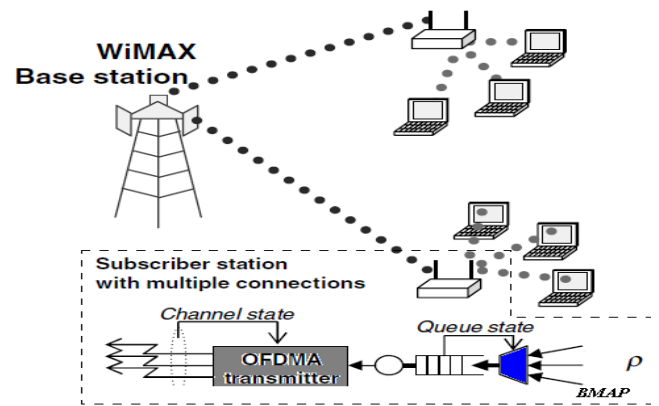 WiMAX
Base station
Subscriber station
with multiple connections
Channel state
Queue state
OFDMA
transmitter
ρ
BMAP